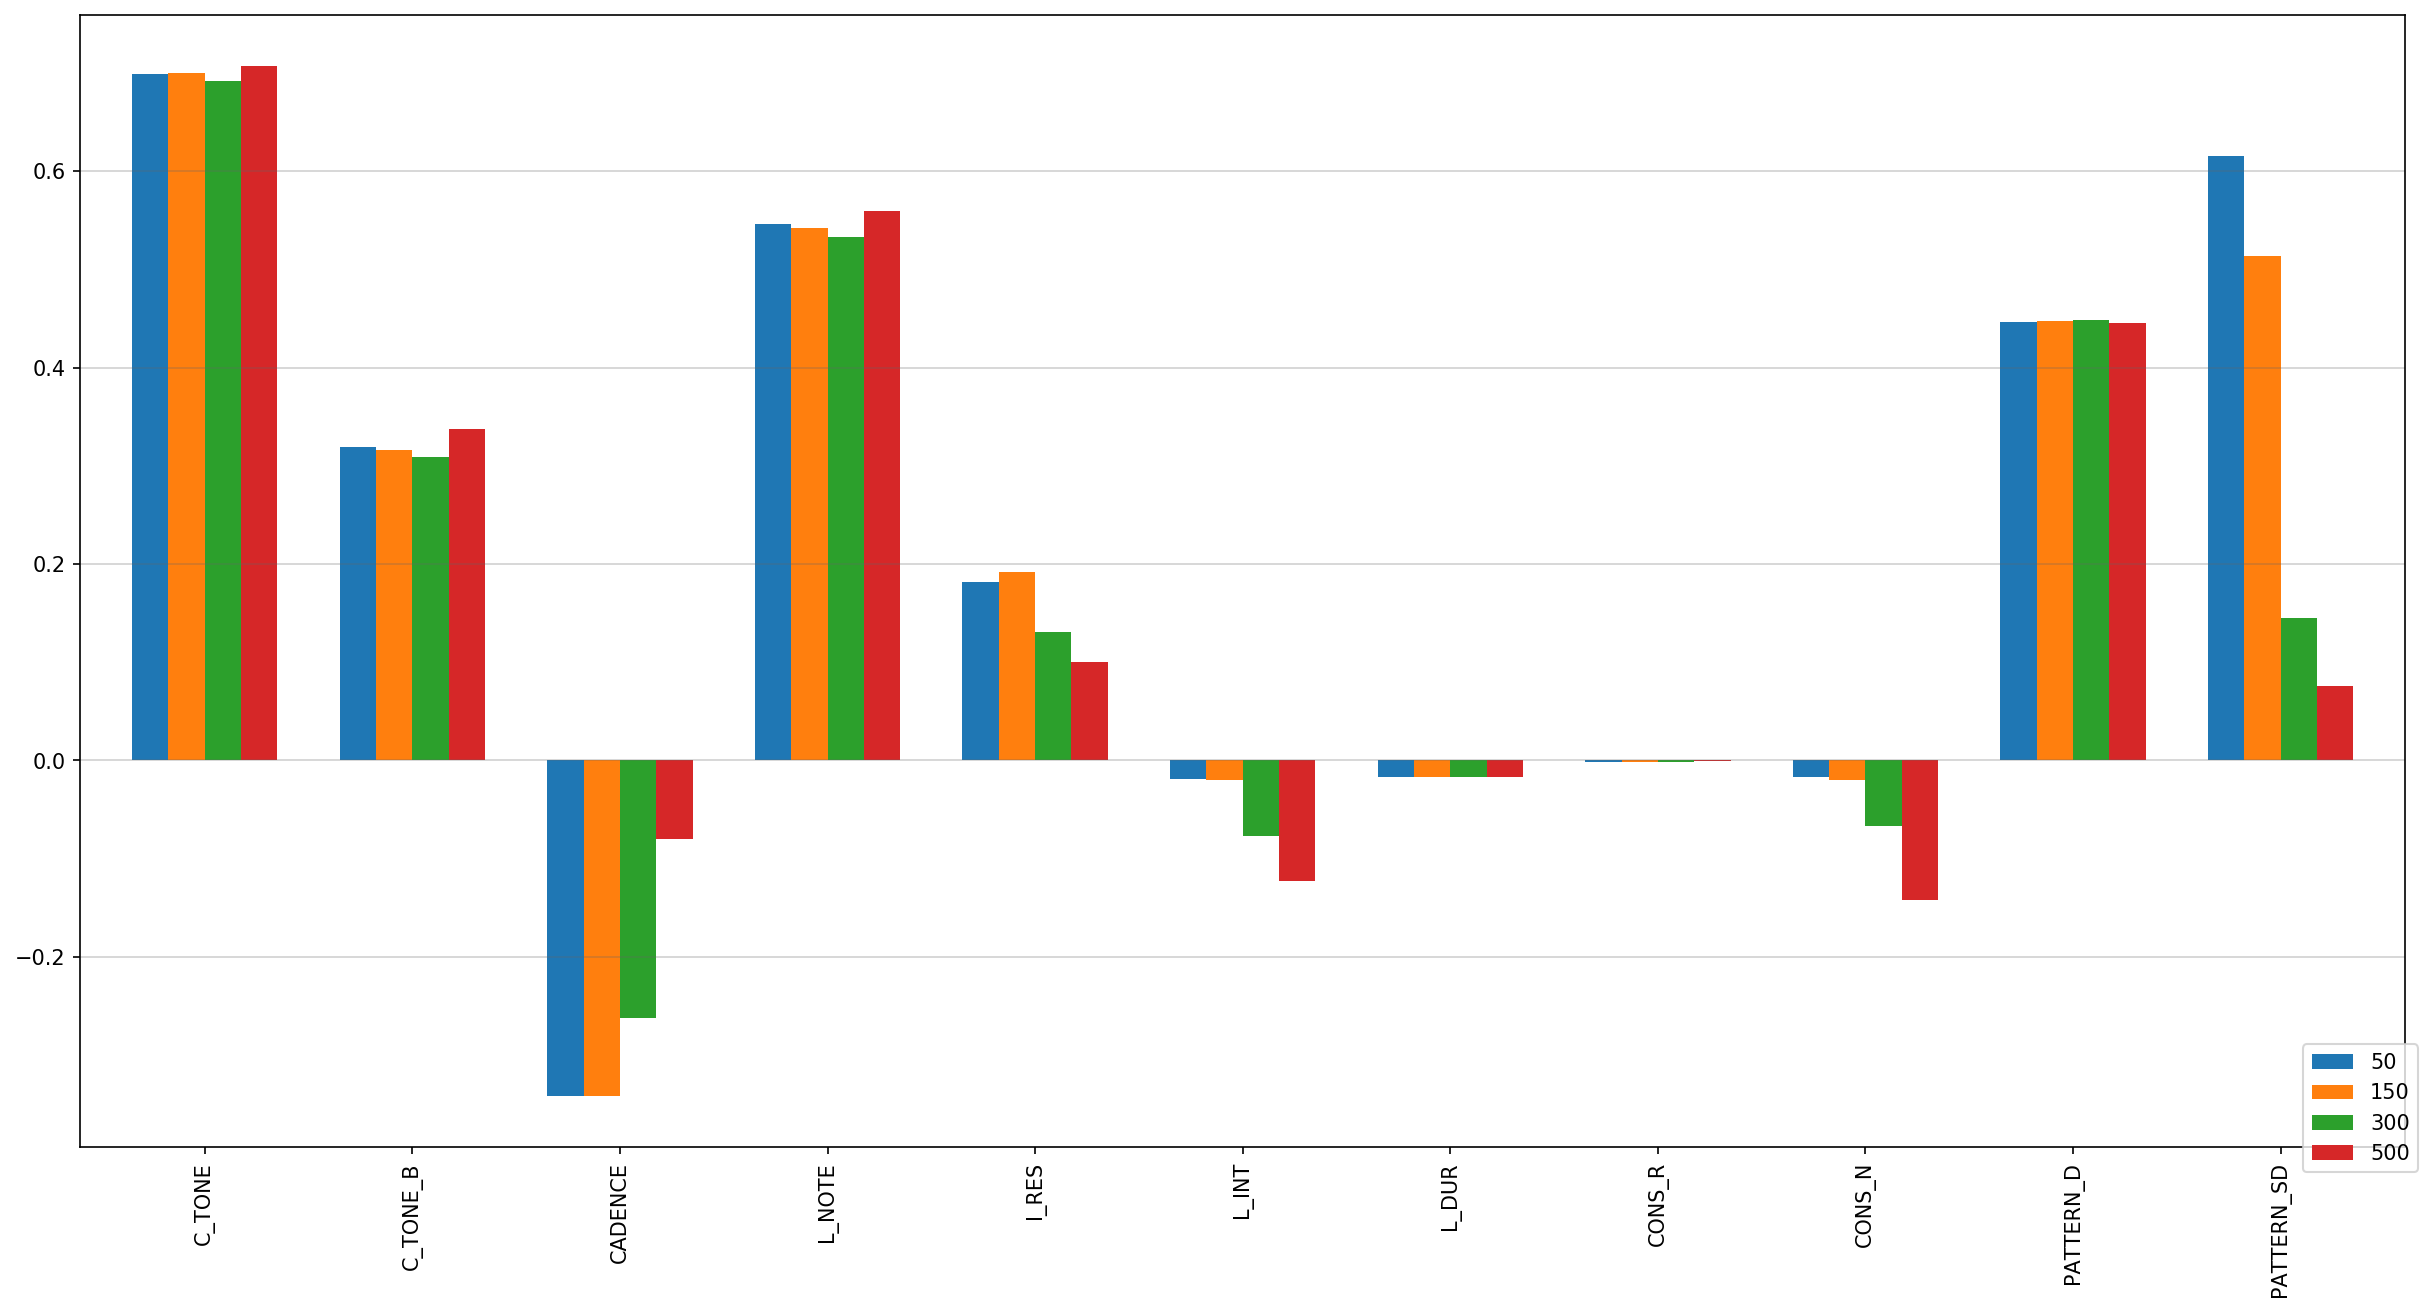 0.6
0.4
0.2
0.0
−0.2
C_TONE
C_TONE_B
CADENCE
L_NOTE
I_RES
L_INT
L_DUR
CONS_R
CONS_N
PATTERN_D
PATTERN_SD
50
150
300
500